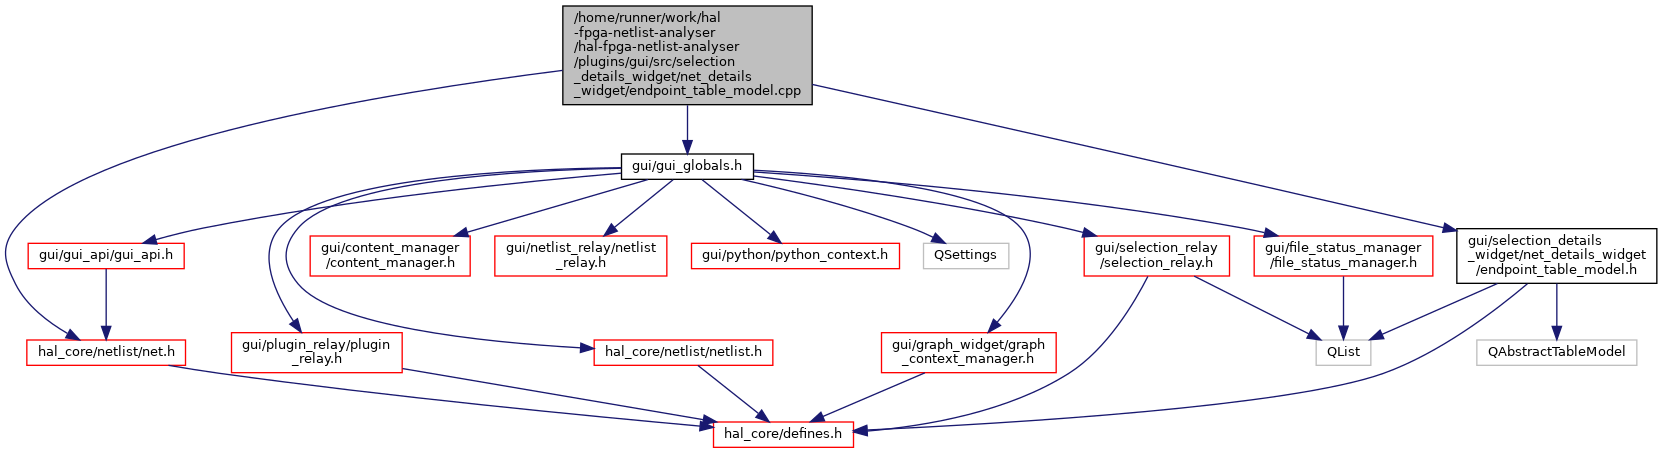 /home/runner/work/hal
-fpga-netlist-analyser
/hal-fpga-netlist-analyser
/plugins/gui/src/selection
_details_widget/net_details
_widget/endpoint_table_model.cpp
gui/gui_globals.h
gui/gui_api/gui_api.h
gui/content_manager
/content_manager.h
gui/netlist_relay/netlist
_relay.h
gui/python/python_context.h
QSettings
gui/selection_relay
/selection_relay.h
gui/file_status_manager
/file_status_manager.h
gui/selection_details
_widget/net_details_widget
/endpoint_table_model.h
hal_core/netlist/net.h
gui/plugin_relay/plugin
_relay.h
hal_core/netlist/netlist.h
gui/graph_widget/graph
_context_manager.h
QList
QAbstractTableModel
hal_core/defines.h